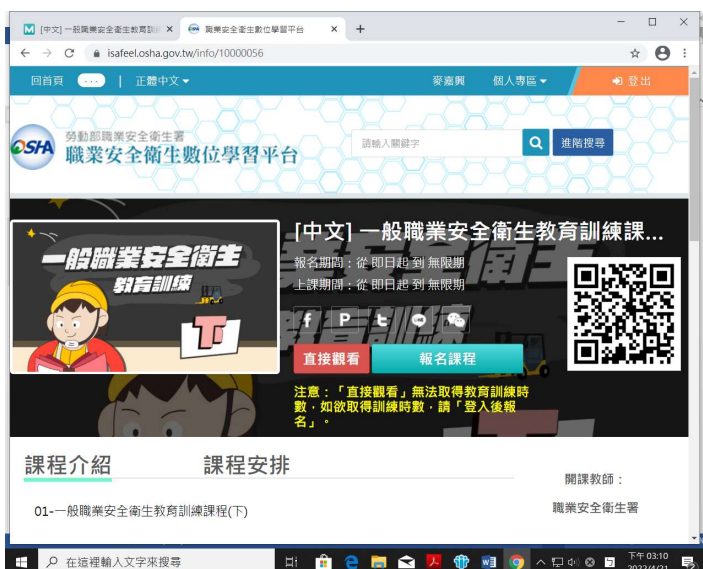 [中文] 一般職業安全衛生教育訓
職業安全衛生數位學習平台
isafeel.osha.gov.tw/info/10000056
回首頁 ... | 正體中文
麥嘉興 個人專區 登出
OSHA
勞動部職業安全衛生署
職業安全衛生數位學習平台
請輸入關鍵字
進階搜尋
一般職業安全衛生
教育訓練
下
[中文] 一般職業安全衛生教育訓練課...
報名期間：從 即日起 到 無限期
上課期間：從 即日起 到 無限期
直接觀看 報名課程
注意：「直接觀看」無法取得教育訓練時
數，如欲取得訓練時數，請「登入後報
名」。
課程介紹 課程安排
開課教師：
職業安全衛生署
01-一般職業安全衛生教育訓練課程(下)
在這裡輸入文字來搜尋
下午 03:10
2022/4/21